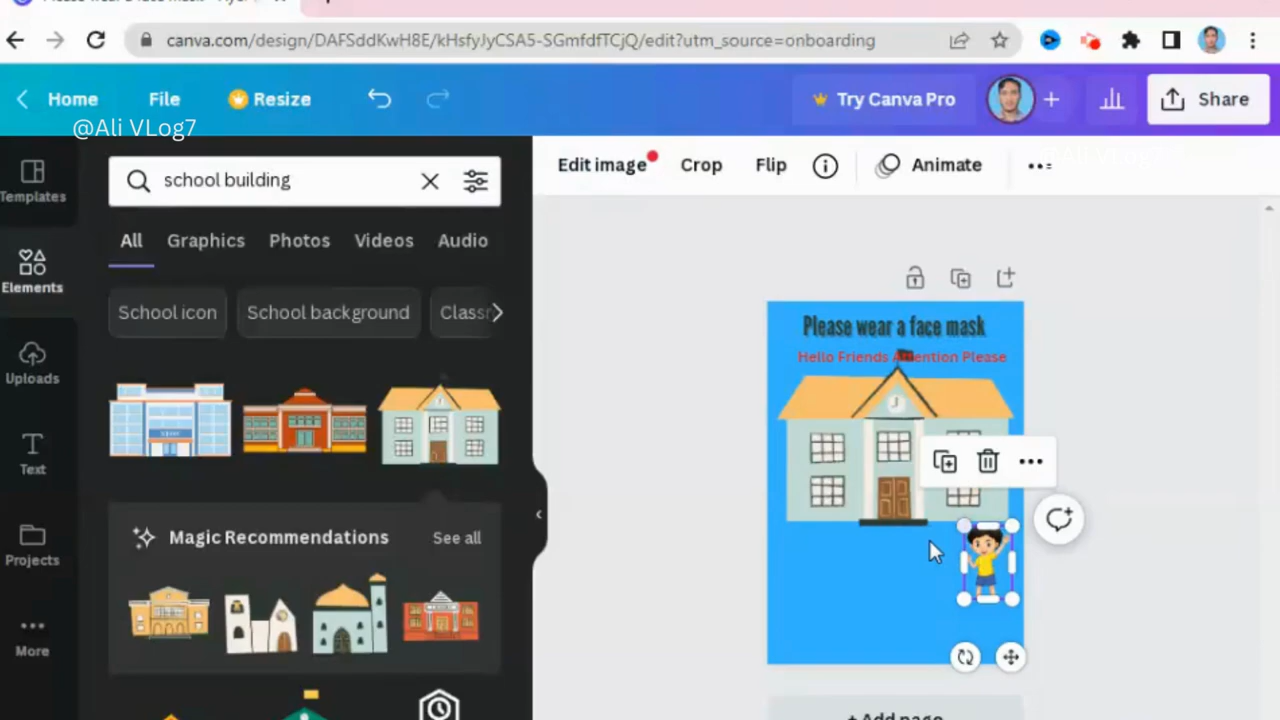 canva.com/design/DAFSddKwH8E/kHsfyJyCSA5-SGmfdfTCjQ/edit?utm_source=onboarding
Home File Resize Try Canva Pro + Share
@Ali VLog7
@Ali VLog7
Templates
Elements
Uploads
Text
Projects
More
school building
All Graphics Photos Videos Audio
School icon School background Classr
Magic Recommendations See all
Edit image Crop Flip Animate
Please wear a face mask
Hello Friends Attention Please
+ Add page